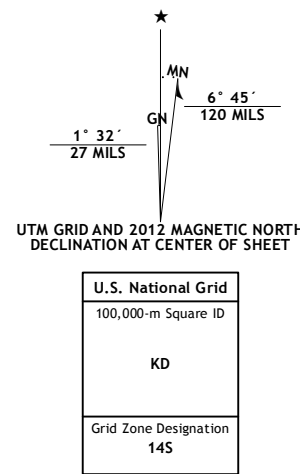 ★
MN
GN
6° 45´
120 MILS
1° 32´
27 MILS
UTM GRID AND 2012 MAGNETIC NORTH
DECLINATION AT CENTER OF SHEET
U.S. National Grid
100,000-m Square ID
KD
Grid Zone Designation
14S